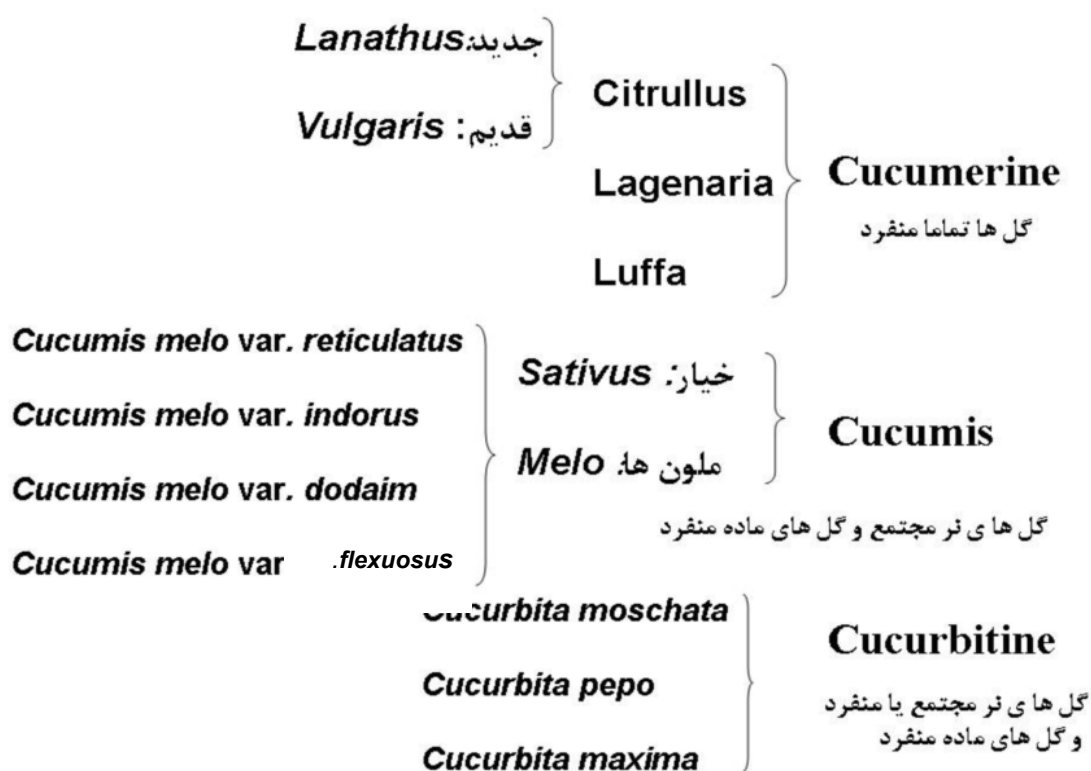 Lanathus:جدید
Vulgaris : قدیم
Citrullus
Lagenaria
Luffa
Cucumerine
گل ها تماما منفرد
Cucumis melo var. reticulatus
Cucumis melo var. indorus
Cucumis melo var. dodaim
Cucumis melo var .flexuosus
Sativus :خیار
Melo :ملون ها
Cucumis
گل ها ی نر مجتمع و گل های ماده منفرد
Cucurbita moschata
Cucurbita pepo
Cucurbita maxima
Cucurbitine
گل ها ی نر مجتمع یا منفرد
و گل های ماده منفرد